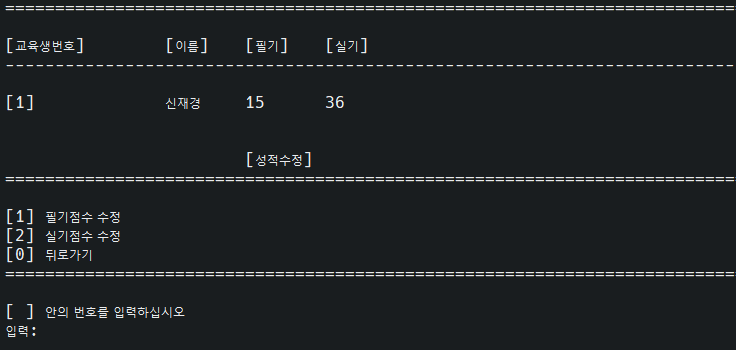 ========================================================================
[교육생번호] [이름] [필기] [실기]
------------------------------------------------------------------------
[1] 신재경 15 36
[성적수정]
========================================================================
[1] 필기점수 수정
[2] 실기점수 수정
[0] 뒤로가기
========================================================================
[ ] 안의 번호를 입력하십시오
입력: